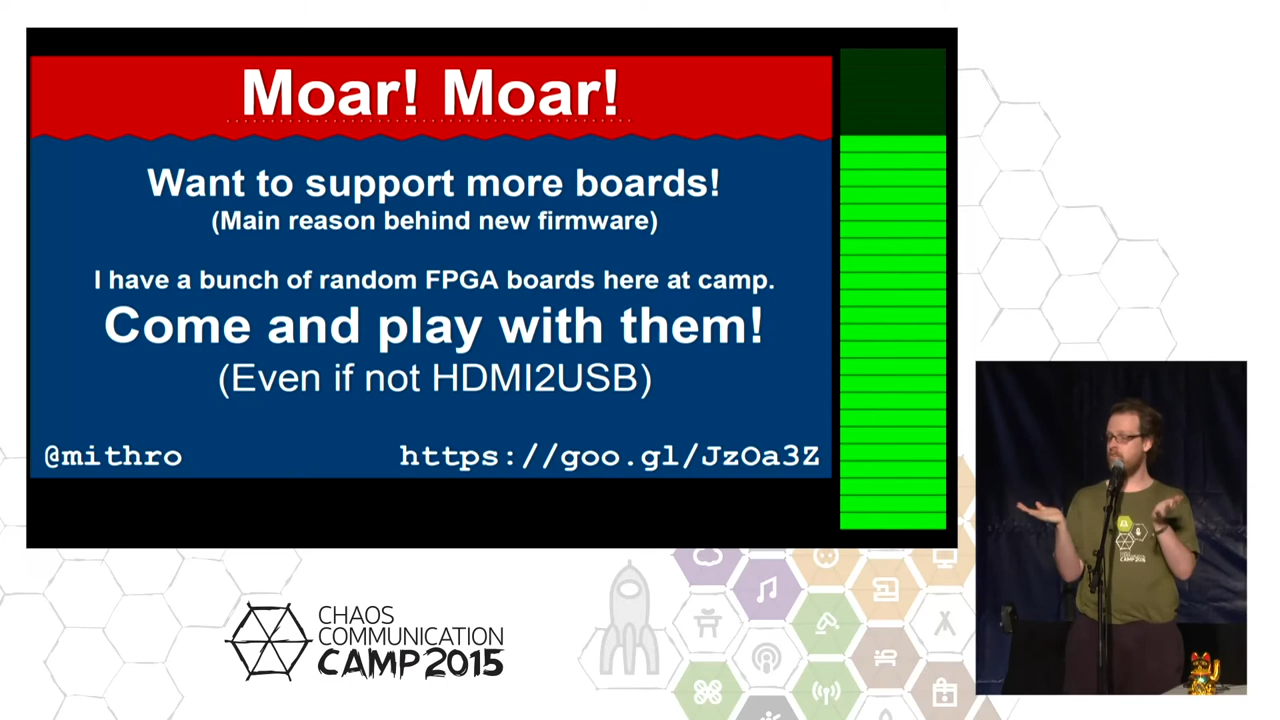 Moar! Moar!
Want to support more boards!
(Main reason behind new firmware)
I have a bunch of random FPGA boards here at camp.
Come and play with them!
(Even if not HDMI2USB)
@mithro
https://goo.gl/JzOa3Z
CHAOS
COMMUNICATION
CAMP 2015